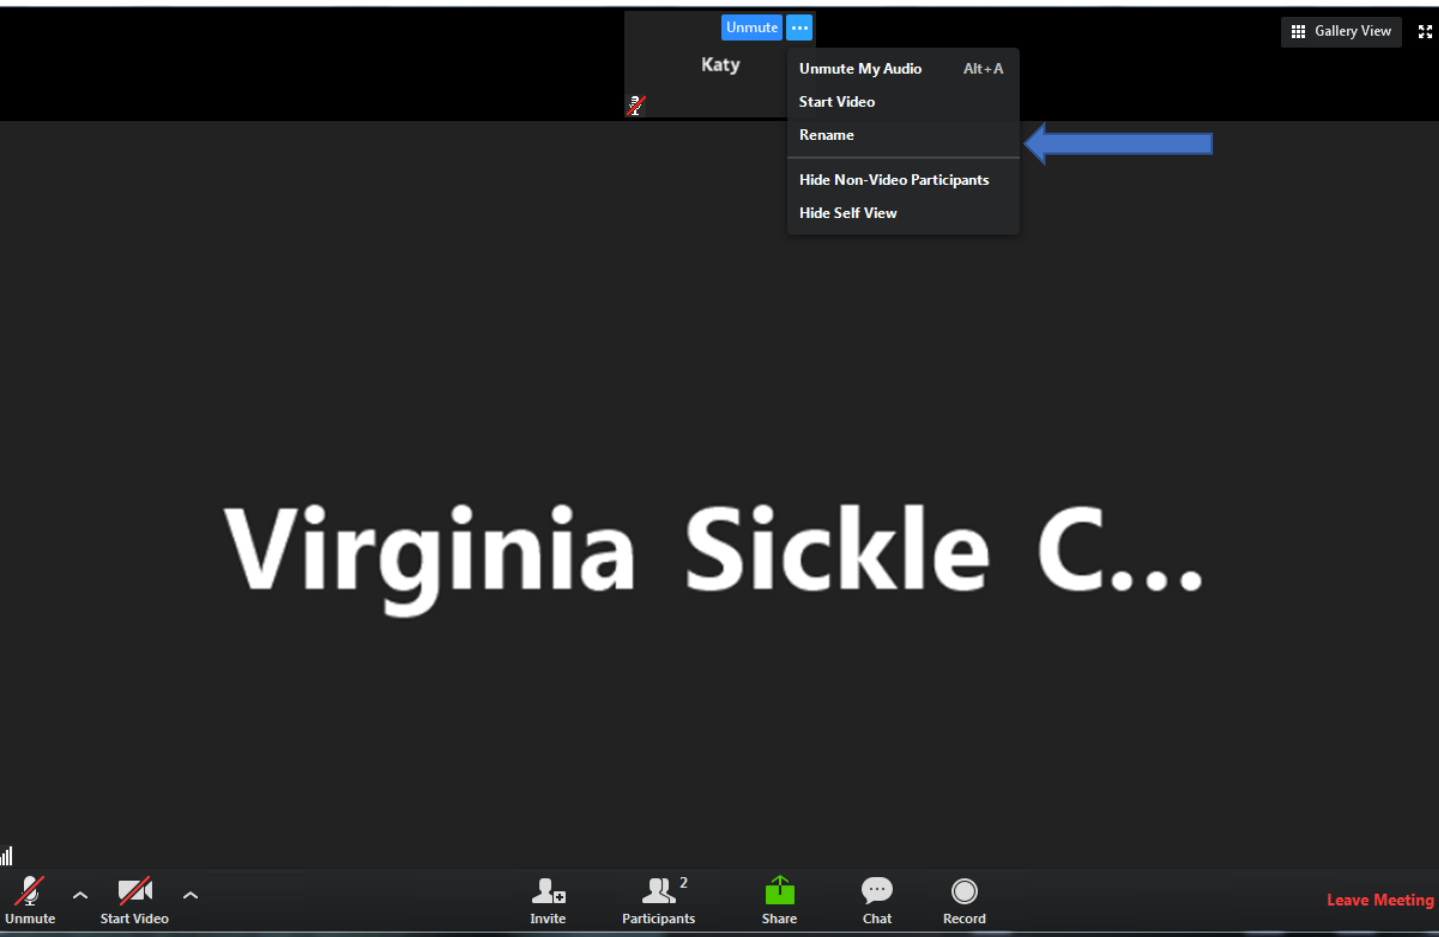 Unmute ...
Gallery View
Katy
Unmute My Audio Alt+A
Start Video
Rename
Hide Non-Video Participants
Hide Self View
Virginia Sickle C...
2
Unmute
Start Video
Invite
Participants
Share
Chat
Record
Leave Meeting